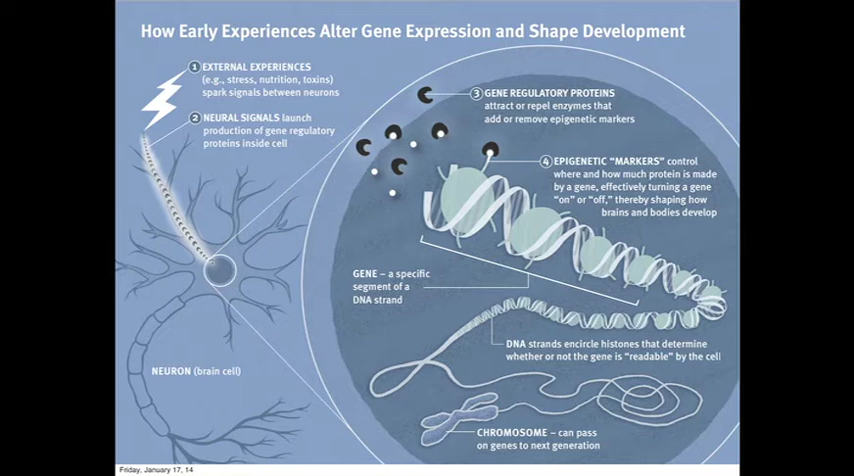 How Early Experiences Alter Gene Expression and Shape Development
1 EXTERNAL EXPERIENCES
(e.g., stress, nutrition, toxins)
spark signals between neurons
2 NEURAL SIGNALS launch
production of gene regulatory
proteins inside cell
3 GENE REGULATORY PROTEINS
attract or repel enzymes that
add or remove epigenetic markers
4 EPIGENETIC “MARKERS” control
where and how much protein is made
by a gene, effectively turning a gene
“on” or “off,” thereby shaping how
brains and bodies develop
GENE – a specific
segment of a
DNA strand
DNA strands encircle histones that determine
whether or not the gene is “readable” by the cell
NEURON (brain cell)
CHROMOSOME – can pass
on genes to next generation
Friday, January 17, 14